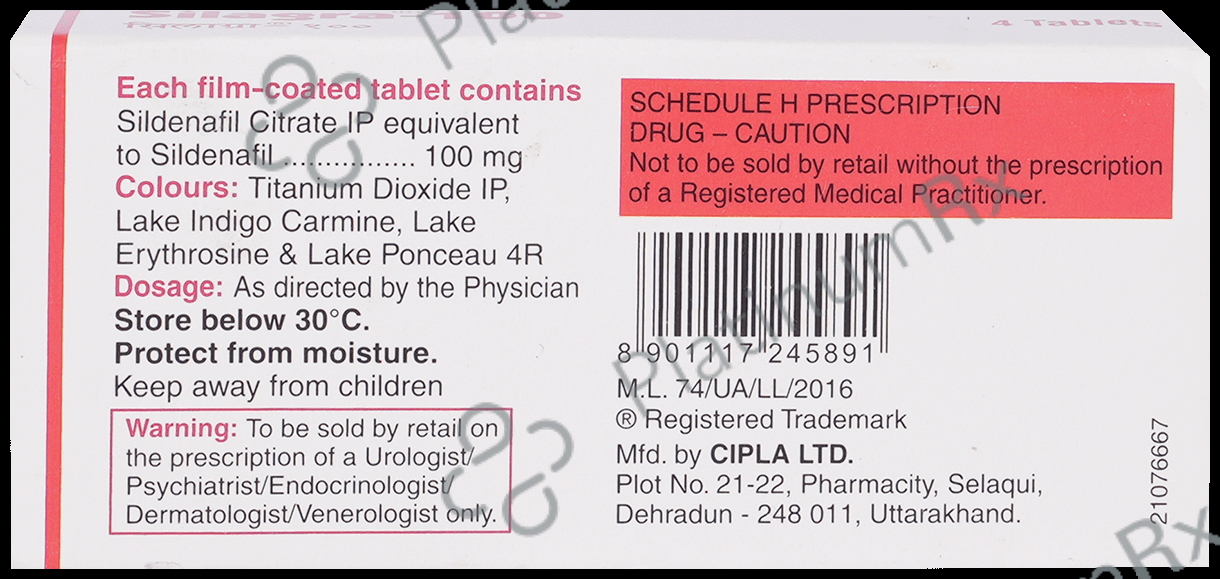 Silagra™-100
सिलाग्रा™ १००
4 Tablets
Each film-coated tablet contains
Sildenafil Citrate IP equivalent
to Sildenafil................ 100 mg
Colours: Titanium Dioxide IP,
Lake Indigo Carmine, Lake
Erythrosine & Lake Ponceau 4R
Dosage: As directed by the Physician
Store below 30°C.
Protect from moisture.
Keep away from children
Warning: To be sold by retail on
the prescription of a Urologist/
Psychiatrist/Endocrinologist/
Dermatologist/Venerologist only.
SCHEDULE H PRESCRIPTION
DRUG – CAUTION
Not to be sold by retail without the prescription
of a Registered Medical Practitioner.
8 901117 245891
M.L. 74/UA/LL/2016
® Registered Trademark
Mfd. by CIPLA LTD.
Plot No. 21-22, Pharmacity, Selaqui,
Dehradun - 248 011, Uttarakhand.
21076667
PlatinumRx